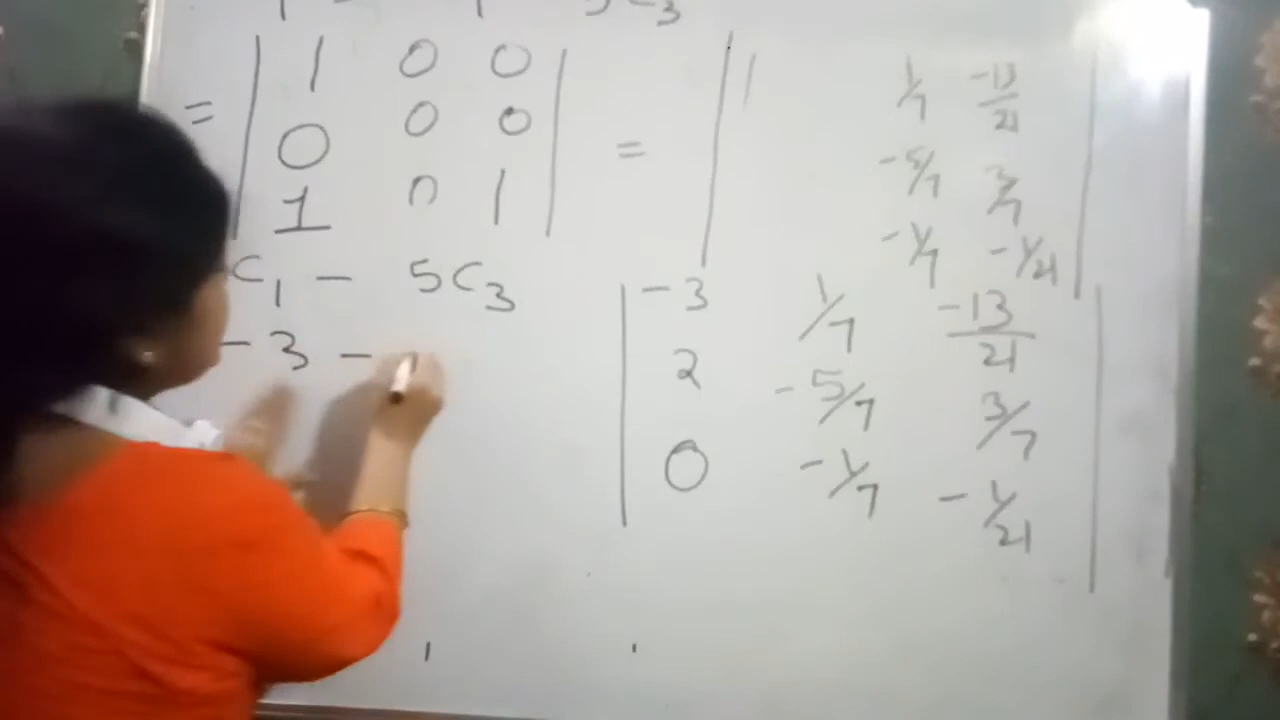 = | 1 0 0 | = | 1/7 -13/21 |
| 0 0 0 | | -5/7 3/7 |
| 1 0 1 | | -1/7 -1/21 |
C1 - 5C3
-3 -
| -3 1/7 -13/21 |
| 2 -5/7 3/7 |
| 0 -1/7 -1/21 |